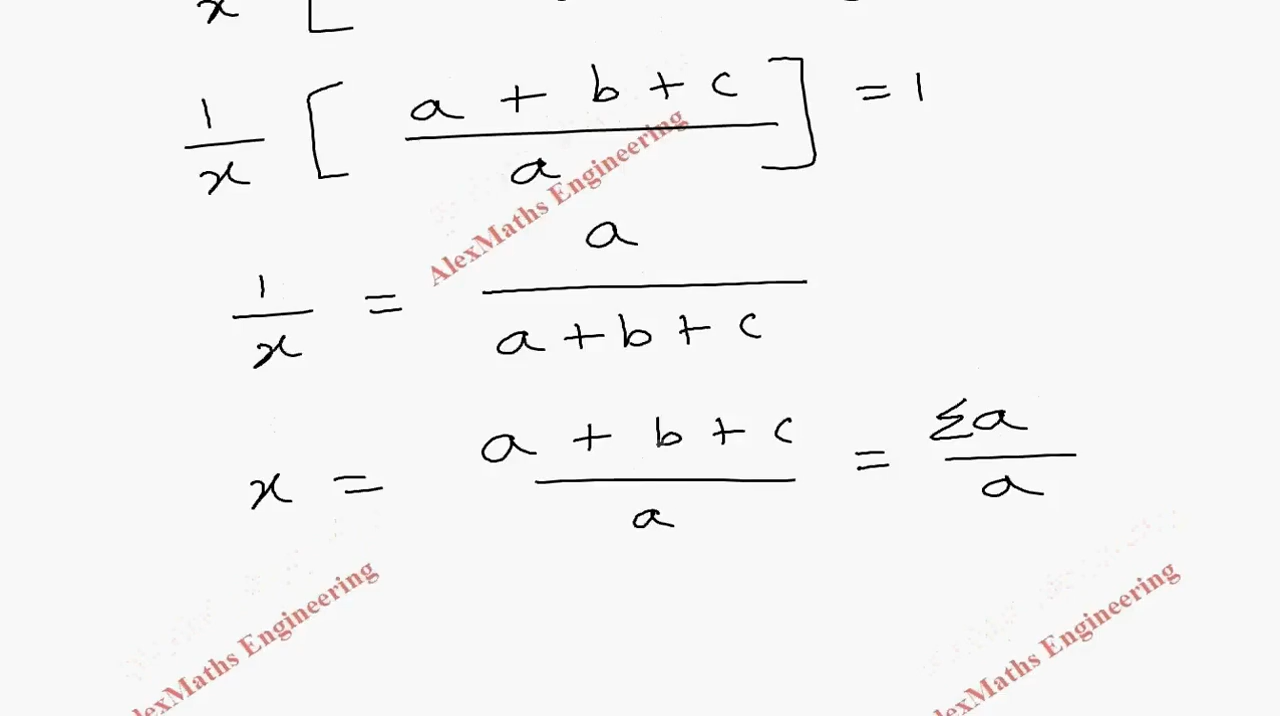 x [
1/x [ (a + b + c)/a ] = 1
AlexMaths Engineering
1/x = a/(a + b + c)
x = (a + b + c)/a = Σa/a
AlexMaths Engineering
AlexMaths Engineering